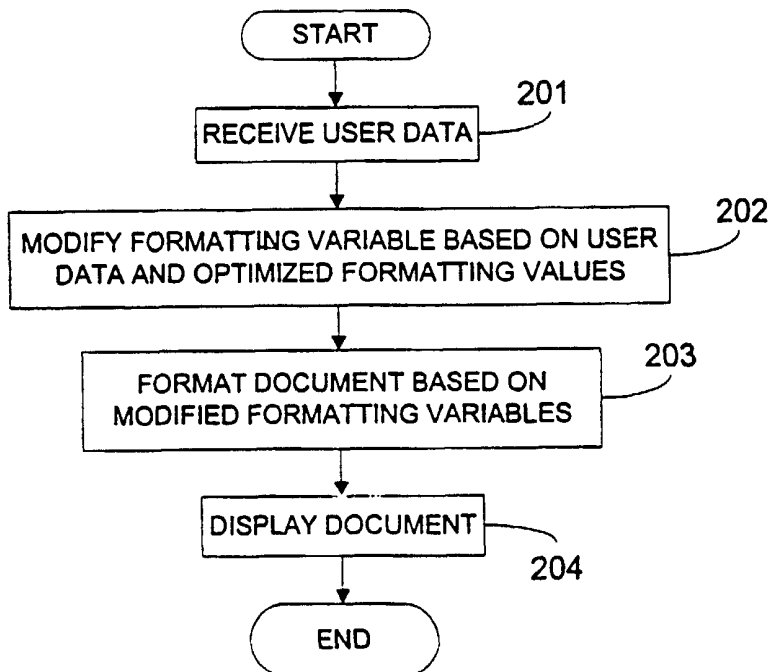 START
201
RECEIVE USER DATA
202
MODIFY FORMATTING VARIABLE BASED ON USER
DATA AND OPTIMIZED FORMATTING VALUES
203
FORMAT DOCUMENT BASED ON
MODIFIED FORMATTING VARIABLES
DISPLAY DOCUMENT
204
END